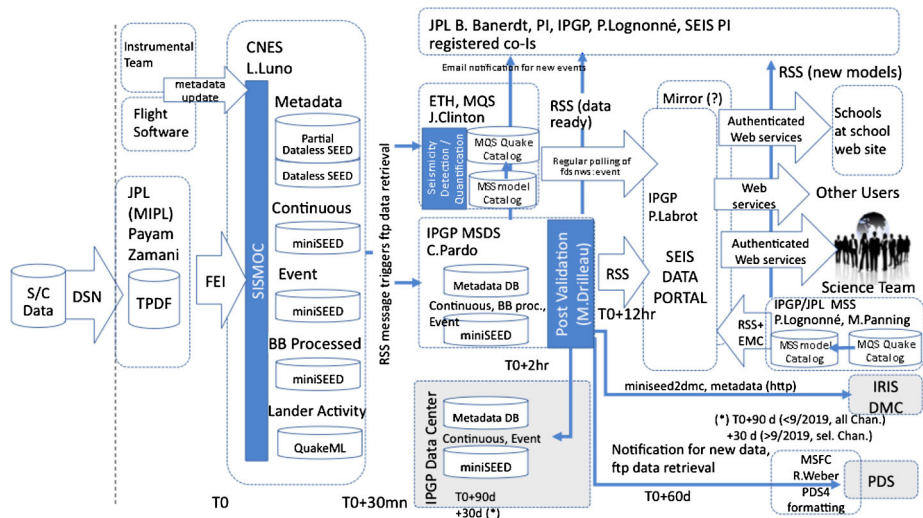 JPL B. Banerdt, PI, IPGP, P.Lognonné, SEIS PI
registered co-Is
Instrumental
Team
metadata
update
Flight
Software
CNES
L.Luno
Metadata
Partial
Dataless SEED
Dataless SEED
Continuous
miniSEED
Event
miniSEED
BB Processed
miniSEED
Lander Activity
QuakeML
SISMOC
S/C
Data
DSN
JPL
(MIPL)
Payam
Zamani
TPDF
FEI
T0
T0+30mn
RSS message triggers ftp data retrieval
Email notification for new events
ETH, MQS
J.Clinton
Seismicity
Detection /
Quantification
MQS Quake
Catalog
MSS model
Catalog
RSS (data
ready)
Regular polling of
fdsnws:event
IPGP MSDS
C.Pardo
Metadata DB
Continuous, BB proc.,
Event
miniSEED
Post Validation
(M.Drilleau)
RSS
T0+12hr
T0+2hr
IPGP Data Center
Metadata DB
Continuous, Event
miniSEED
T0+90d
+30d (*)
Mirror (?)
IPGP
P.Labrot
SEIS
DATA
PORTAL
RSS (new models)
Authenticated
Web services
Schools
at school
web site
Web
services
Other Users
Authenticated
Web services
Science Team
IPGP/JPL MSS
P.Lognonné, M.Panning
RSS+
EMC
MSS model
Catalog
MQS Quake
Catalog
miniseed2dmc, metadata (http)
IRIS
DMC
(*) T0+90 d (<9/2019, all Chan.)
+30 d (>9/2019, sel. Chan.)
Notification for new data,
ftp data retrieval
T0+60d
MSFC
R.Weber
PDS4
formatting
PDS